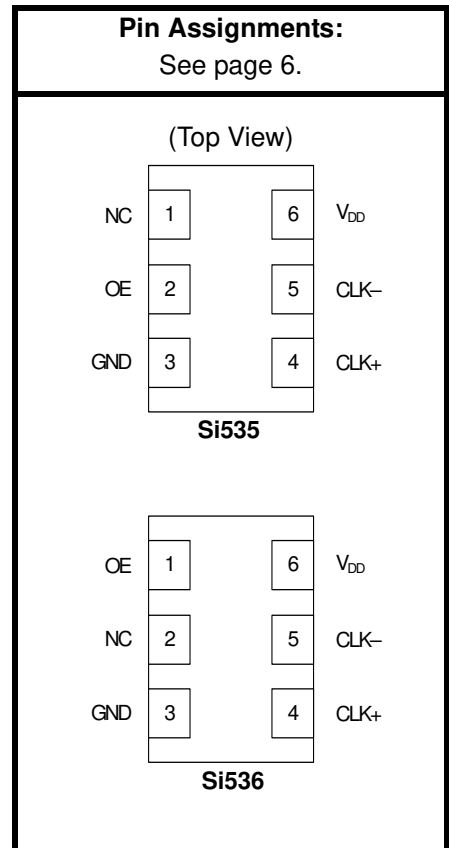 Pin Assignments:
See page 6.
(Top View)
NC 1 6 VDD
OE 2 5 CLK–
GND 3 4 CLK+
Si535
OE 1 6 VDD
NC 2 5 CLK–
GND 3 4 CLK+
Si536